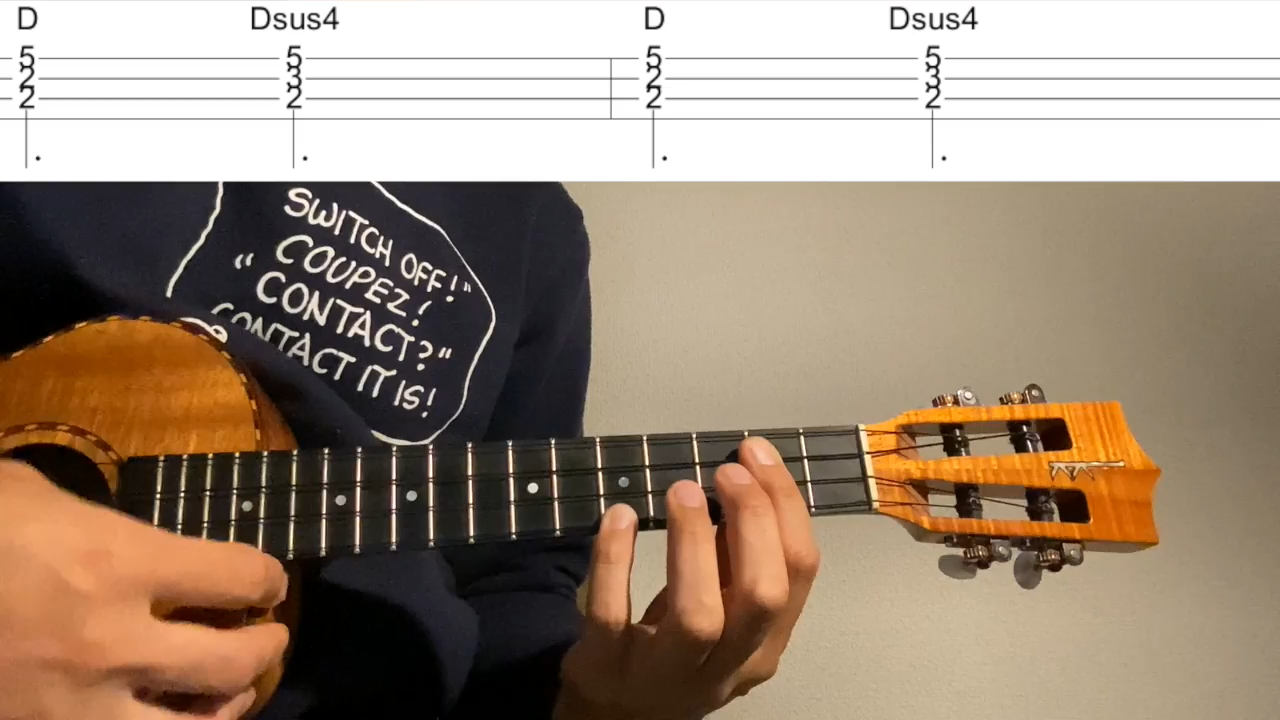 D Dsus4 D Dsus4
5 5 5 5
2 3 2 3
2 2 2 2
SWITCH OFF!"
COUPEZ!
"CONTACT?"
CONTACT IT IS!